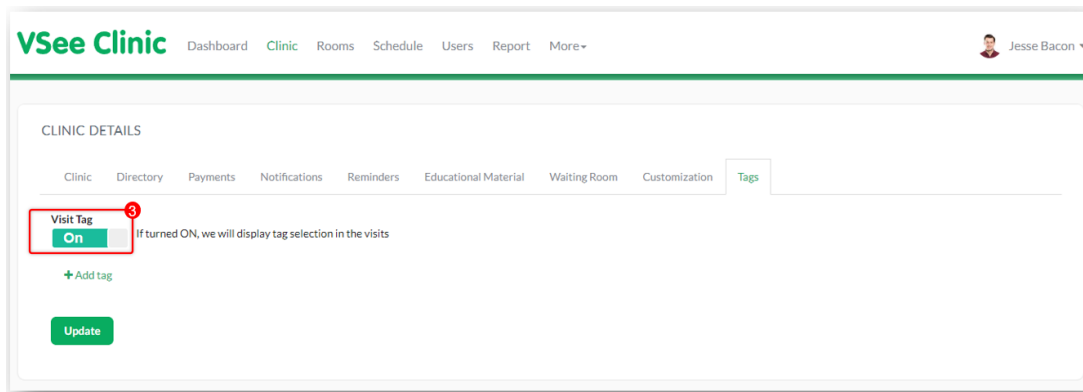 VSee Clinic Dashboard Clinic Rooms Schedule Users Report More Jesse Bacon
CLINIC DETAILS
Clinic Directory Payments Notifications Reminders Educational Material Waiting Room Customization Tags
Visit Tag 3
On If turned ON, we will display tag selection in the visits
+ Add tag
Update